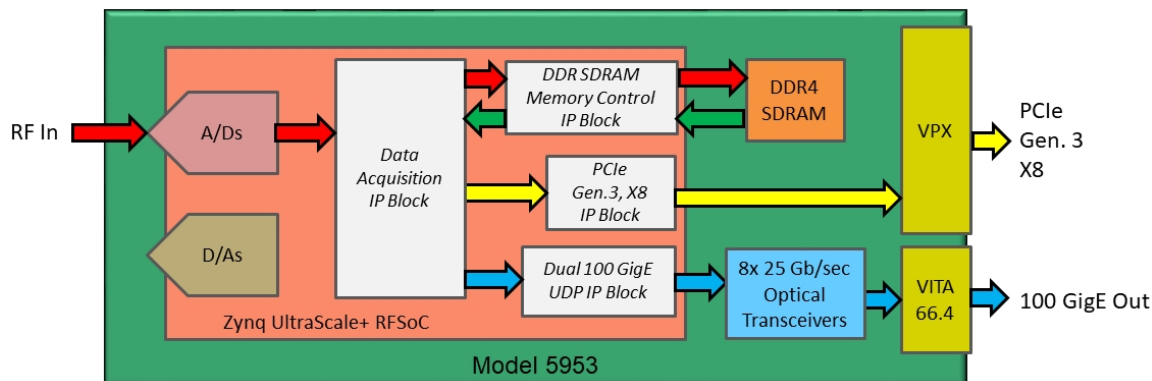 RF In
A/Ds
D/As
Data
Acquisition
IP Block
DDR SDRAM
Memory Control
IP Block
DDR4
SDRAM
PCIe
Gen.3, X8
IP Block
Dual 100 GigE
UDP IP Block
8x 25 Gb/sec
Optical
Transceivers
VPX
VITA
66.4
PCIe
Gen. 3
X8
100 GigE Out
Zynq UltraScale+ RFSoC
Model 5953